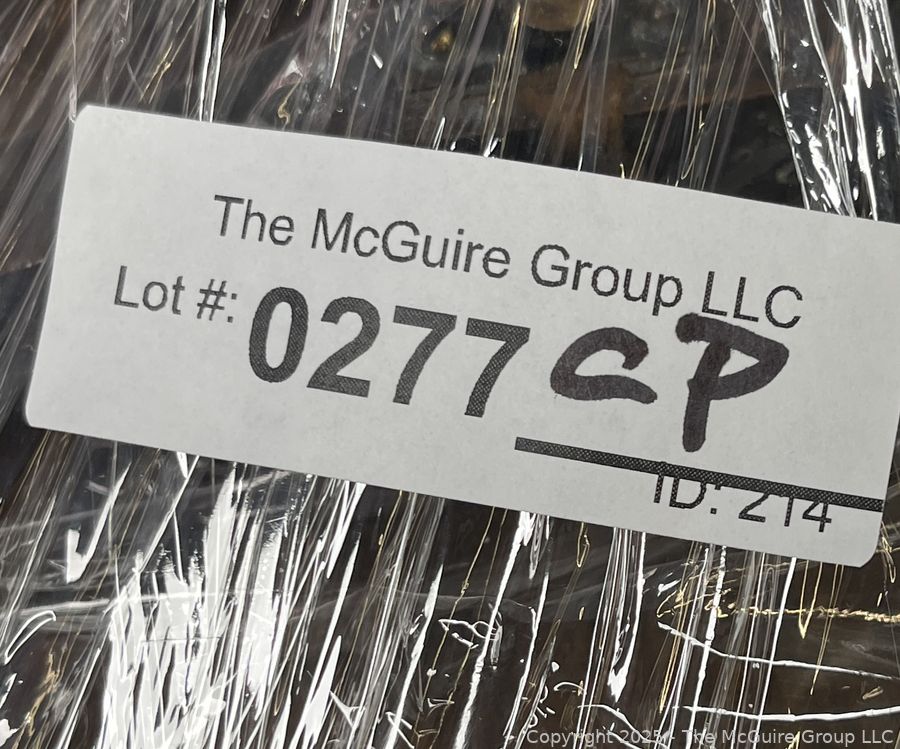 The McGuire Group LLC
Lot #: 0277 CP
ID: 214
Copyright 2025 - The McGuire Group LLC